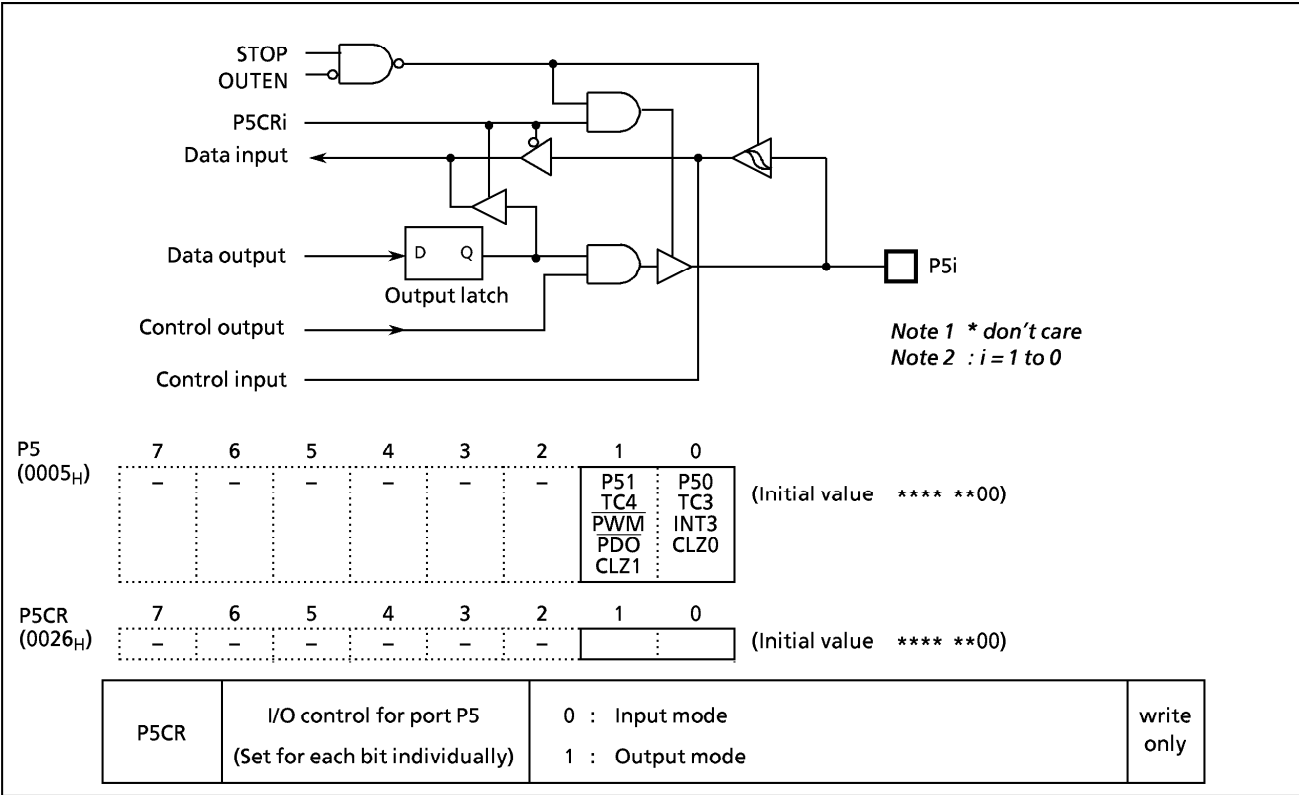 STOP
OUTEN
P5CRi
Data input
Data output
D Q
Output latch
Control output
Control input
P5i
Note 1 * don't care
Note 2 : i = 1 to 0
P5 7 6 5 4 3 2 1 0
(0005H)
– – – – – – P51 P50
TC4 TC3
PWM INT3
PDO CLZ0
CLZ1
(Initial value **** **00)
P5CR 7 6 5 4 3 2 1 0
(0026H) – – – – – – (Initial value **** **00)
P5CR
I/O control for port P5
(Set for each bit individually)
0 : Input mode
1 : Output mode
write
only